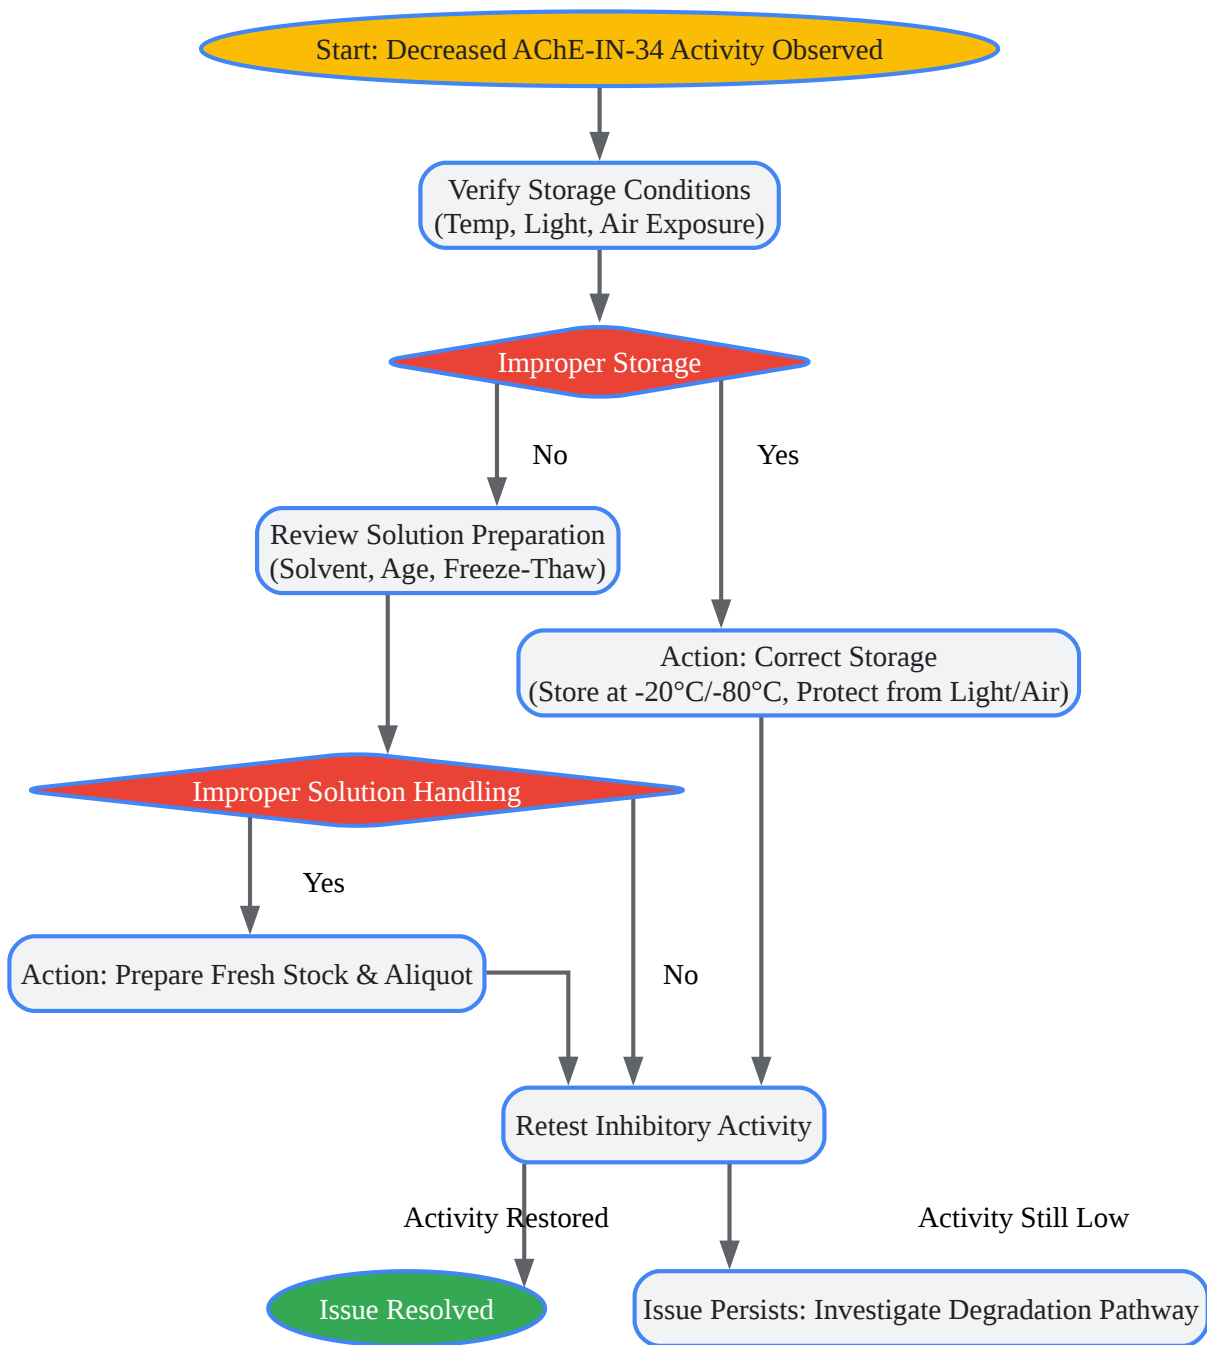 Start: Decreased AChE-IN-34 Activity Observed
Verify Storage Conditions
(Temp, Light, Air Exposure)
Improper Storage
No
Yes
Review Solution Preparation
(Solvent, Age, Freeze-Thaw)
Action: Correct Storage
(Store at -20°C/-80°C, Protect from Light/Air)
Improper Solution Handling
Yes
Action: Prepare Fresh Stock & Aliquot
No
Retest Inhibitory Activity
Activity Restored
Activity Still Low
Issue Resolved
Issue Persists: Investigate Degradation Pathway